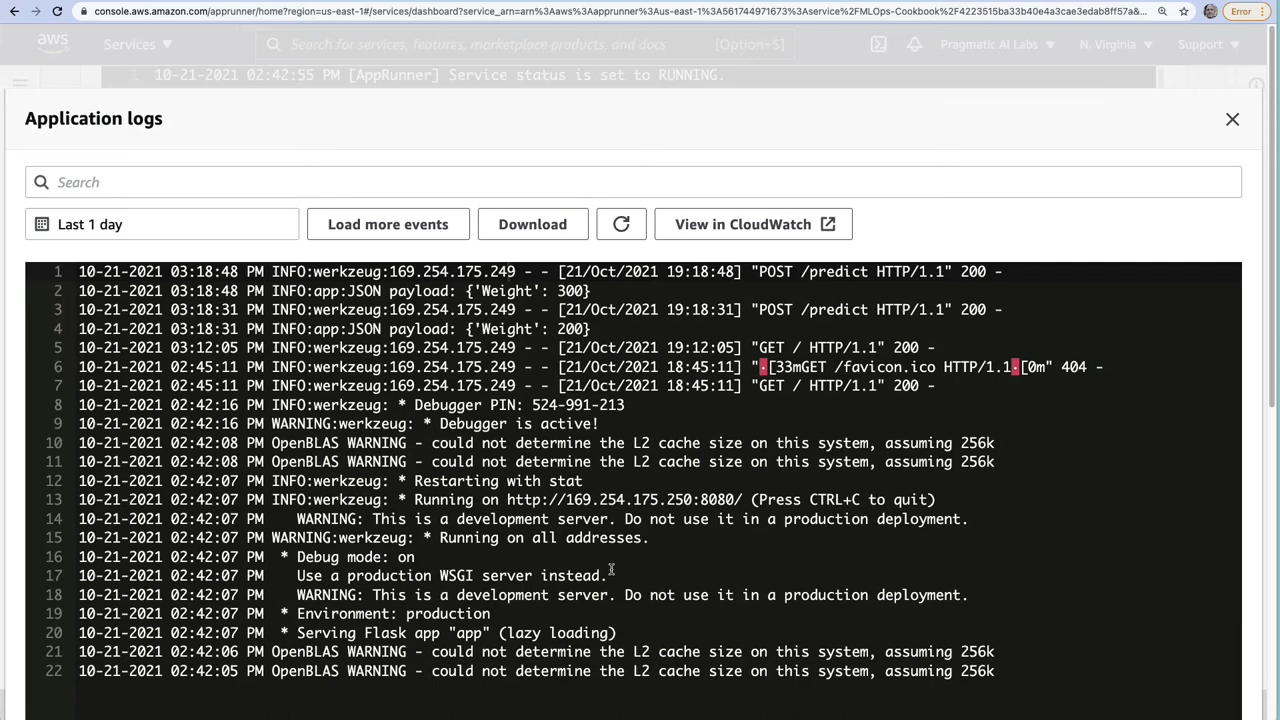 console.aws.amazon.com/apprunner/home?region=us-east-1#/services/dashboard?service_arn=arn%3Aaws%3Aapprunner%3Aus-east-1%3A561744971673%3Aservice%2FMLOps-Cookbook%2F4223515ba33b40e4a3cae3edab8ff57a&...
Error
aws
Services
Search for services, features, marketplace products, and docs
[Option+S]
Pragmatic AI Labs
N. Virginia
Support
1 10-21-2021 02:42:55 PM [AppRunner] Service status is set to RUNNING.
Application logs
Search
Last 1 day
Load more events
Download
View in CloudWatch
1 10-21-2021 03:18:48 PM INFO:werkzeug:169.254.175.249 - - [21/Oct/2021 19:18:48] "POST /predict HTTP/1.1" 200 -
2 10-21-2021 03:18:48 PM INFO:app:JSON payload: {'Weight': 300}
3 10-21-2021 03:18:31 PM INFO:werkzeug:169.254.175.249 - - [21/Oct/2021 19:18:31] "POST /predict HTTP/1.1" 200 -
4 10-21-2021 03:18:31 PM INFO:app:JSON payload: {'Weight': 200}
5 10-21-2021 03:12:05 PM INFO:werkzeug:169.254.175.249 - - [21/Oct/2021 19:12:05] "GET / HTTP/1.1" 200 -
6 10-21-2021 02:45:11 PM INFO:werkzeug:169.254.175.249 - - [21/Oct/2021 18:45:11] "·[33mGET /favicon.ico HTTP/1.1·[0m" 404 -
7 10-21-2021 02:45:11 PM INFO:werkzeug:169.254.175.249 - - [21/Oct/2021 18:45:11] "GET / HTTP/1.1" 200 -
8 10-21-2021 02:42:16 PM INFO:werkzeug: * Debugger PIN: 524-991-213
9 10-21-2021 02:42:16 PM WARNING:werkzeug: * Debugger is active!
10 10-21-2021 02:42:08 PM OpenBLAS WARNING - could not determine the L2 cache size on this system, assuming 256k
11 10-21-2021 02:42:08 PM OpenBLAS WARNING - could not determine the L2 cache size on this system, assuming 256k
12 10-21-2021 02:42:07 PM INFO:werkzeug: * Restarting with stat
13 10-21-2021 02:42:07 PM INFO:werkzeug: * Running on http://169.254.175.250:8080/ (Press CTRL+C to quit)
14 10-21-2021 02:42:07 PM WARNING: This is a development server. Do not use it in a production deployment.
15 10-21-2021 02:42:07 PM WARNING:werkzeug: * Running on all addresses.
16 10-21-2021 02:42:07 PM * Debug mode: on
17 10-21-2021 02:42:07 PM Use a production WSGI server instead.
18 10-21-2021 02:42:07 PM WARNING: This is a development server. Do not use it in a production deployment.
19 10-21-2021 02:42:07 PM * Environment: production
20 10-21-2021 02:42:07 PM * Serving Flask app "app" (lazy loading)
21 10-21-2021 02:42:06 PM OpenBLAS WARNING - could not determine the L2 cache size on this system, assuming 256k
22 10-21-2021 02:42:05 PM OpenBLAS WARNING - could not determine the L2 cache size on this system, assuming 256k